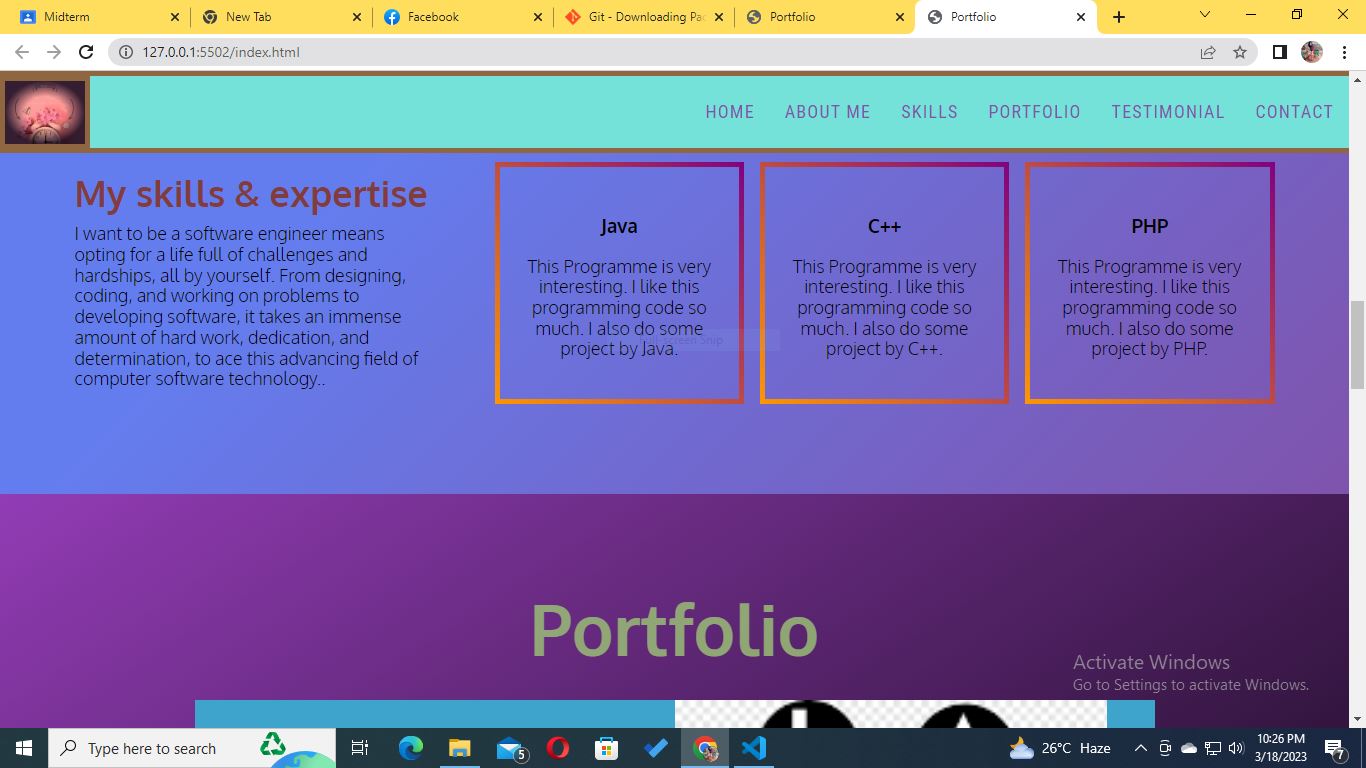 Midterm
New Tab
Facebook
Git - Downloading Pac
Portfolio
Portfolio
127.0.0.1:5502/index.html
HOME
ABOUT ME
SKILLS
PORTFOLIO
TESTIMONIAL
CONTACT
My skills & expertise
I want to be a software engineer means
opting for a life full of challenges and
hardships, all by yourself. From designing,
coding, and working on problems to
developing software, it takes an immense
amount of hard work, dedication, and
determination, to ace this advancing field of
computer software technology..
Java
This Programme is very
interesting. I like this
programming code so
much. I also do some
project by Java.
Full-screen Snip
C++
This Programme is very
interesting. I like this
programming code so
much. I also do some
project by C++.
PHP
This Programme is very
interesting. I like this
programming code so
much. I also do some
project by PHP.
Portfolio
Activate Windows
Go to Settings to activate Windows.
Type here to search
5
26°C Haze
10:26 PM
3/18/2023
7